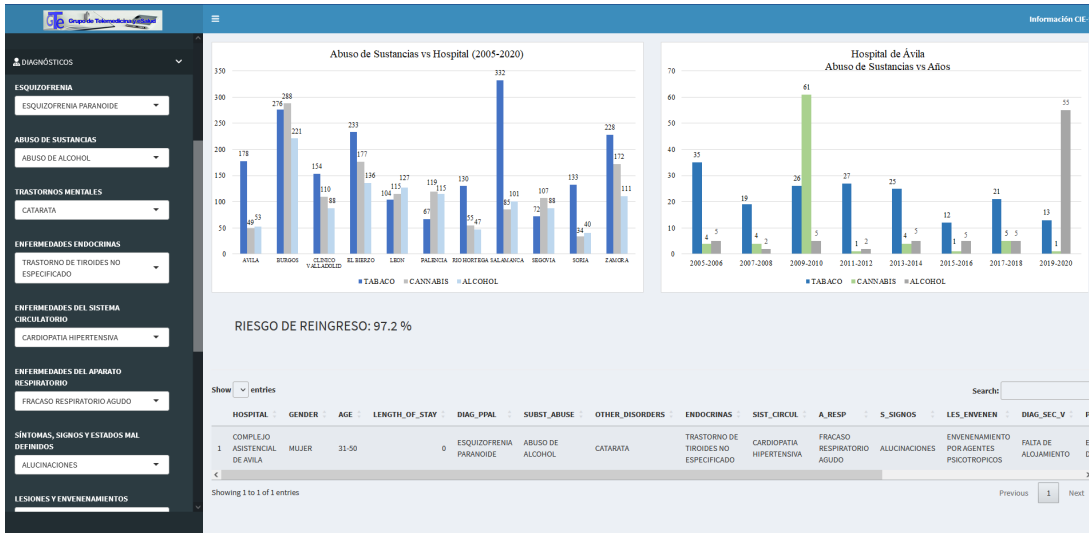 GTe Grupo de Telemedicina y eSalud
Información CIE-
DIAGNÓSTICOS
ESQUIZOFRENIA
ESQUIZOFRENIA PARANOIDE
ABUSO DE SUSTANCIAS
ABUSO DE ALCOHOL
TRASTORNOS MENTALES
CATARATA
ENFERMEDADES ENDOCRINAS
TRASTORNO DE TIROIDES NO
ESPECIFICADO
ENFERMEDADES DEL SISTEMA
CIRCULATORIO
CARDIOPATIA HIPERTENSIVA
ENFERMEDADES DEL APARATO
RESPIRATORIO
FRACASO RESPIRATORIO AGUDO
SÍNTOMAS, SIGNOS Y ESTADOS MAL
DEFINIDOS
ALUCINACIONES
LESIONES Y ENVENENAMIENTOS
Abuso de Sustancias vs Hospital (2005-2020)
350
300
250
200
150
100
50
0
178 49 53
276 288 221
154 110 88
233 177 136
104 115 127
67 119 115
130 55 47
332 85 101
72 107 88
133 34 40
228 172 111
AVILA BURGOS CLINICO VALLADOLID EL BIERZO LEON PALENCIA RIO HORTEGA SALAMANCA SEGOVIA SORIA ZAMORA
TABACO CANNABIS ALCOHOL
Hospital de Ávila
Abuso de Sustancias vs Años
70
60
50
40
30
20
10
0
35 4 5
19 4 2
26 61 5
27 1 2
25 4 5
12 1 5
21 5 5
13 1 55
2005-2006 2007-2008 2009-2010 2011-2012 2013-2014 2015-2016 2017-2018 2019-2020
TABACO CANNABIS ALCOHOL
RIESGO DE REINGRESO: 97.2 %
Show entries
Search:
HOSPITAL GENDER AGE LENGTH_OF_STAY DIAG_PPAL SUBST_ABUSE OTHER_DISORDERS ENDOCRINAS SIST_CIRCUL A_RESP S_SIGNOS LES_ENVENEN DIAG_SEC_V
1 COMPLEJO ASISTENCIAL DE AVILA MUJER 31-50 0 ESQUIZOFRENIA PARANOIDE ABUSO DE ALCOHOL CATARATA TRASTORNO DE TIROIDES NO ESPECIFICADO CARDIOPATIA HIPERTENSIVA FRACASO RESPIRATORIO AGUDO ALUCINACIONES ENVENENAMIENTO POR AGENTES PSICOTROPICOS FALTA DE ALOJAMIENTO
Showing 1 to 1 of 1 entries
Previous 1 Next